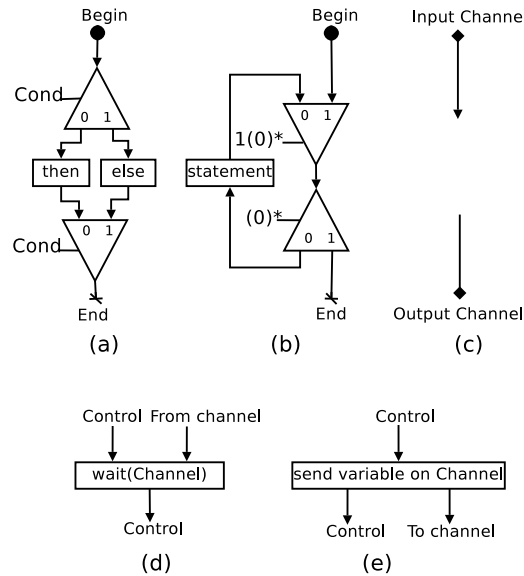 Begin
Cond
0 1
then
else
0 1
Cond
End
(a)
Begin
0 1
1(0)*
statement
(0)*
0 1
End
(b)
Input Channel
Output Channel
(c)
Control
From channel
wait(Channel)
Control
(d)
Control
send variable on Channel
Control
To channel
(e)